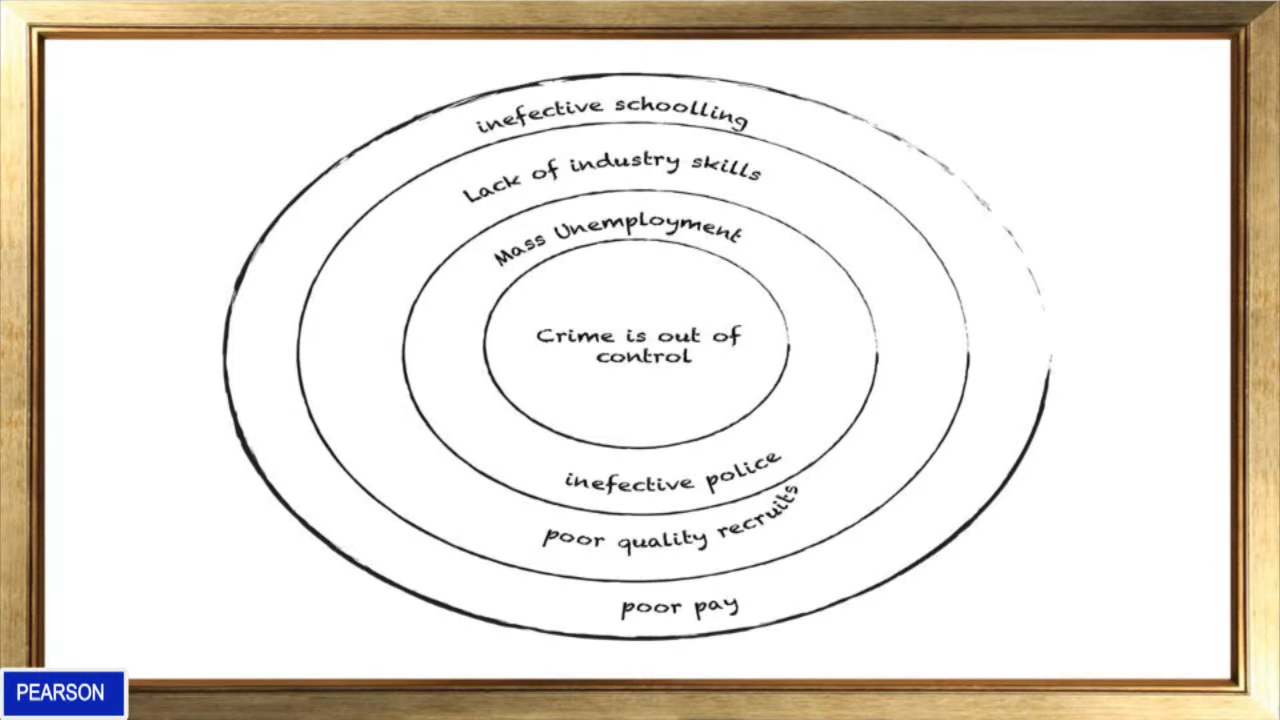 inefective schoolling
Lack of industry skills
Mass Unemployment
Crime is out of
control
inefective police
poor quality recruits
poor pay
PEARSON